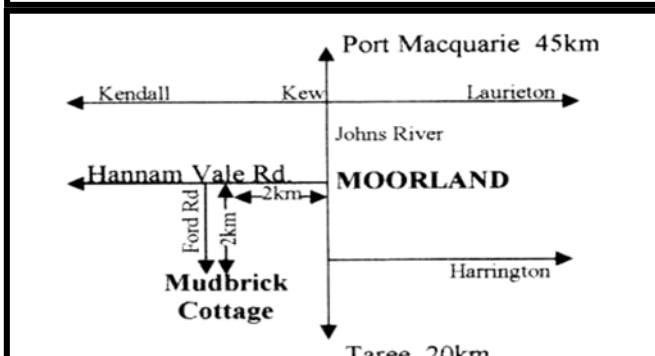 Port Macquarie 45km
Kendall Kew Laurieton
Johns River
Hannam Vale Rd. MOORLAND
2km
Ford Rd
2km
Harrington
Mudbrick
Cottage
Taree 20km